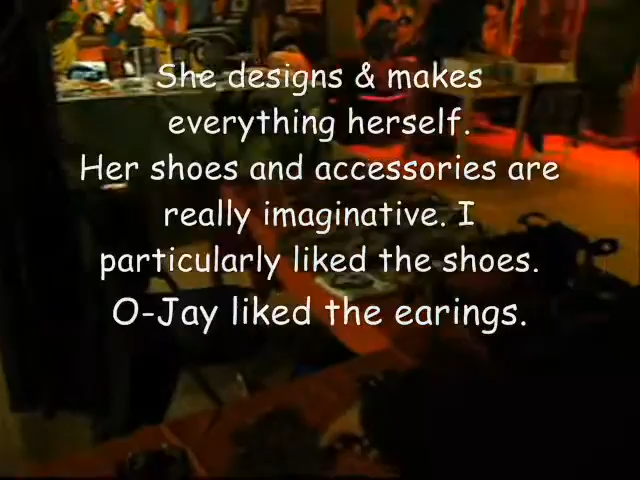 She designs & makes
everything herself.
Her shoes and accessories are
really imaginative. I
particularly liked the shoes.
O-Jay liked the earings.